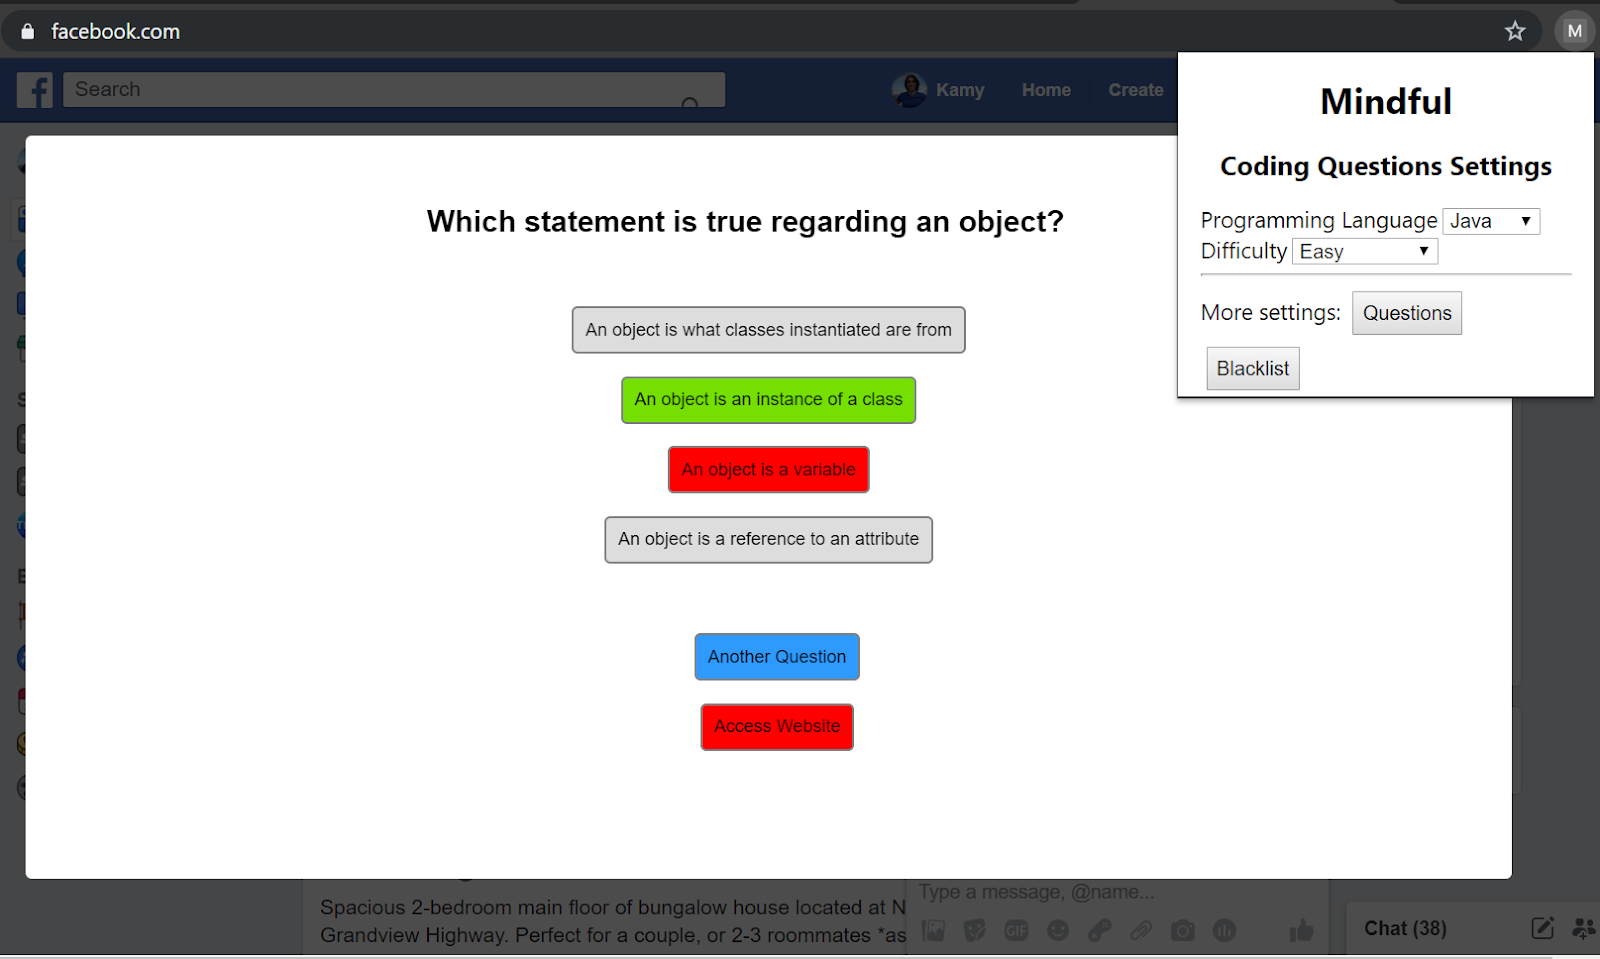 facebook.com
M
Search
Kamy
Home
Create
Mindful
Coding Questions Settings
Programming Language Java
Difficulty Easy
More settings: Questions
Blacklist
Which statement is true regarding an object?
An object is what classes instantiated are from
An object is an instance of a class
An object is a variable
An object is a reference to an attribute
Another Question
Access Website
Spacious 2-bedroom main floor of bungalow house located at N
Grandview Highway. Perfect for a couple, or 2-3 roommates *as
Type a message, @name...
GIF
Chat (38)